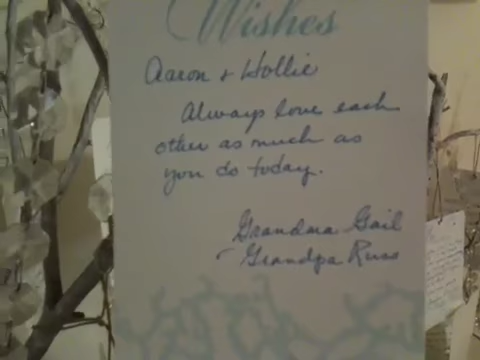 Wishes
Aaron & Hollie
Always love each
other as much as
you do today.
Grandma Gail
Grandpa Russ